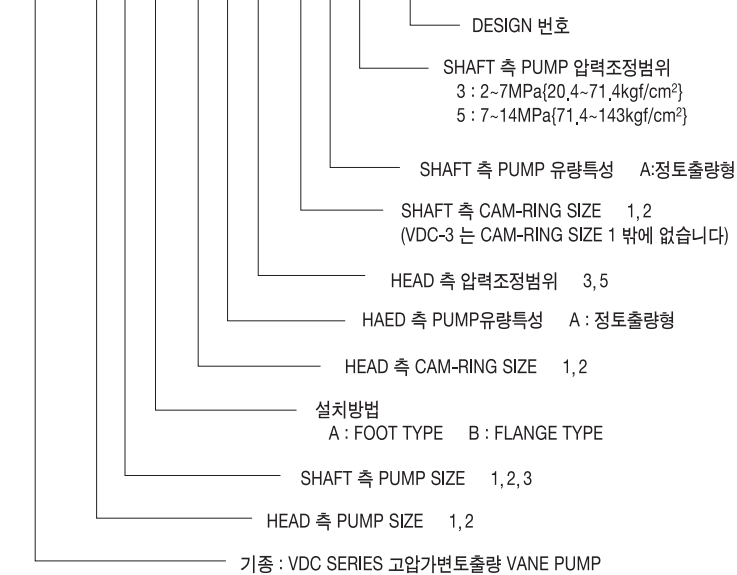 DESIGN 번호
SHAFT 측 PUMP 압력조정범위
3 : 2~7MPa{20.4~71.4kgf/cm²}
5 : 7~14MPa{71.4~143kgf/cm²}
SHAFT 측 PUMP 유량특성 A:정토출량형
SHAFT 측 CAM-RING SIZE 1,2
(VDC-3 는 CAM-RING SIZE 1 밖에 없습니다)
HEAD 측 압력조정범위 3,5
HAED 측 PUMP유량특성 A : 정토출량형
HEAD 측 CAM-RING SIZE 1,2
설치방법
A : FOOT TYPE B : FLANGE TYPE
SHAFT 측 PUMP SIZE 1,2,3
HEAD 측 PUMP SIZE 1,2
기종 : VDC SERIES 고압가변토출량 VANE PUMP